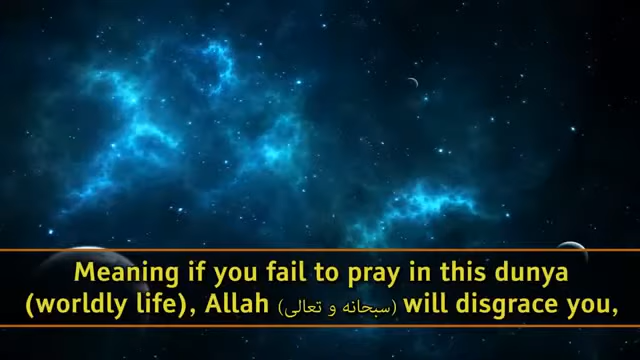 Meaning if you fail to pray in this dunya
(worldly life), Allah (سبحانه و تعالى) will disgrace you,